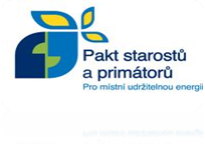 Pakt starostů
a primátorů
Pro místní udržitelnou energii